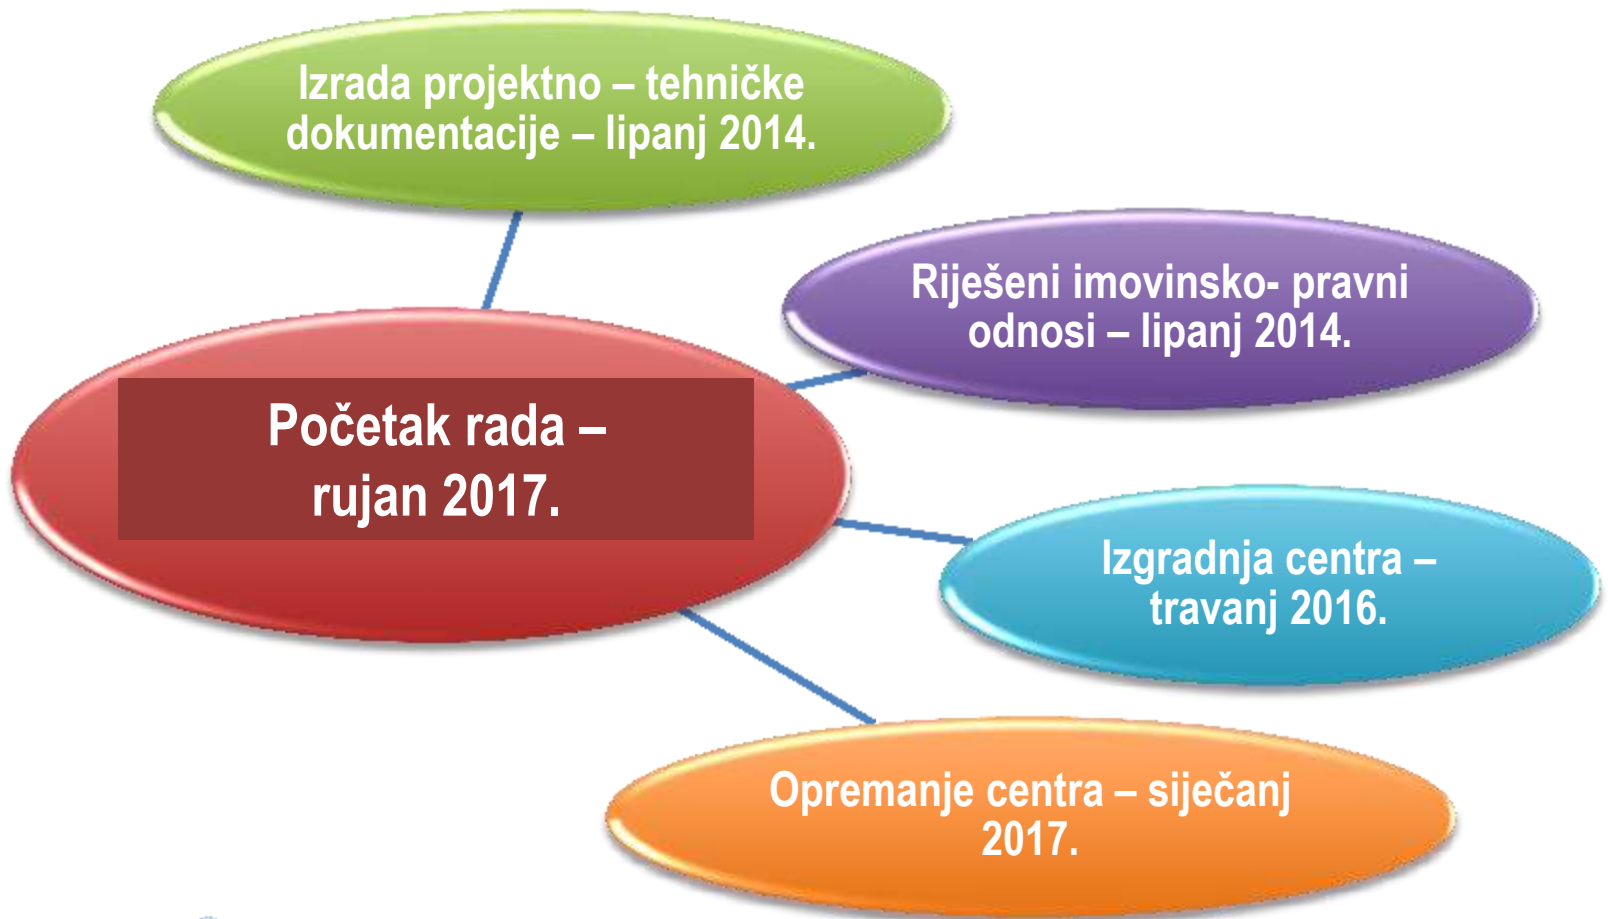 Izrada projektno – tehničke
dokumentacije – lipanj 2014.
Riješeni imovinsko- pravni
odnosi – lipanj 2014.
Početak rada –
rujan 2017.
Izgradnja centra –
travanj 2016.
Opremanje centra – siječanj
2017.